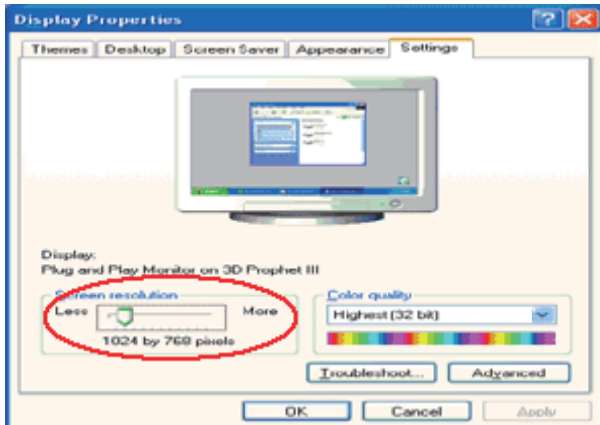 Display Properties
Themes Desktop Screen Saver Appearance Settings
Display:
Plug and Play Monitor on 3D Prophet III
Screen resolution
Less More
1024 by 768 pixels
Color quality
Highest (32 bit)
Troubleshoot... Advanced
OK Cancel Apply